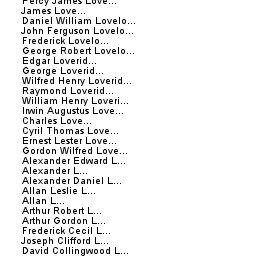 Percy James Love...
James Love...
Daniel William Lovelo...
John Ferguson Lovelo...
Frederick Lovelo...
George Robert Lovelo...
Edgar Loverid...
George Loverid...
Wilfred Henry Loverid...
Raymond Loverid...
William Henry Loveri...
Irwin Augustus Love...
Charles Love...
Cyril Thomas Love...
Ernest Lester Love...
Gordon Wilfred Love...
Alexander Edward L...
Alexander L...
Alexander Daniel L...
Allan Leslie L...
Allan L...
Arthur Robert L...
Arthur Gordon L...
Frederick Cecil L...
Joseph Clifford L...
David Collingwood L...